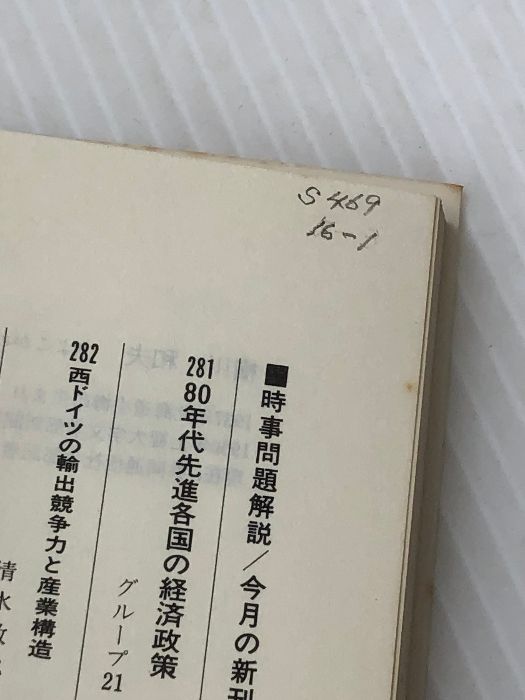 S469
16-1
■時事問題解説/今月の新刊
281
80年代先進各国の経済政策
グループ21
282
西ドイツの輸出競争力と産業構造
清水